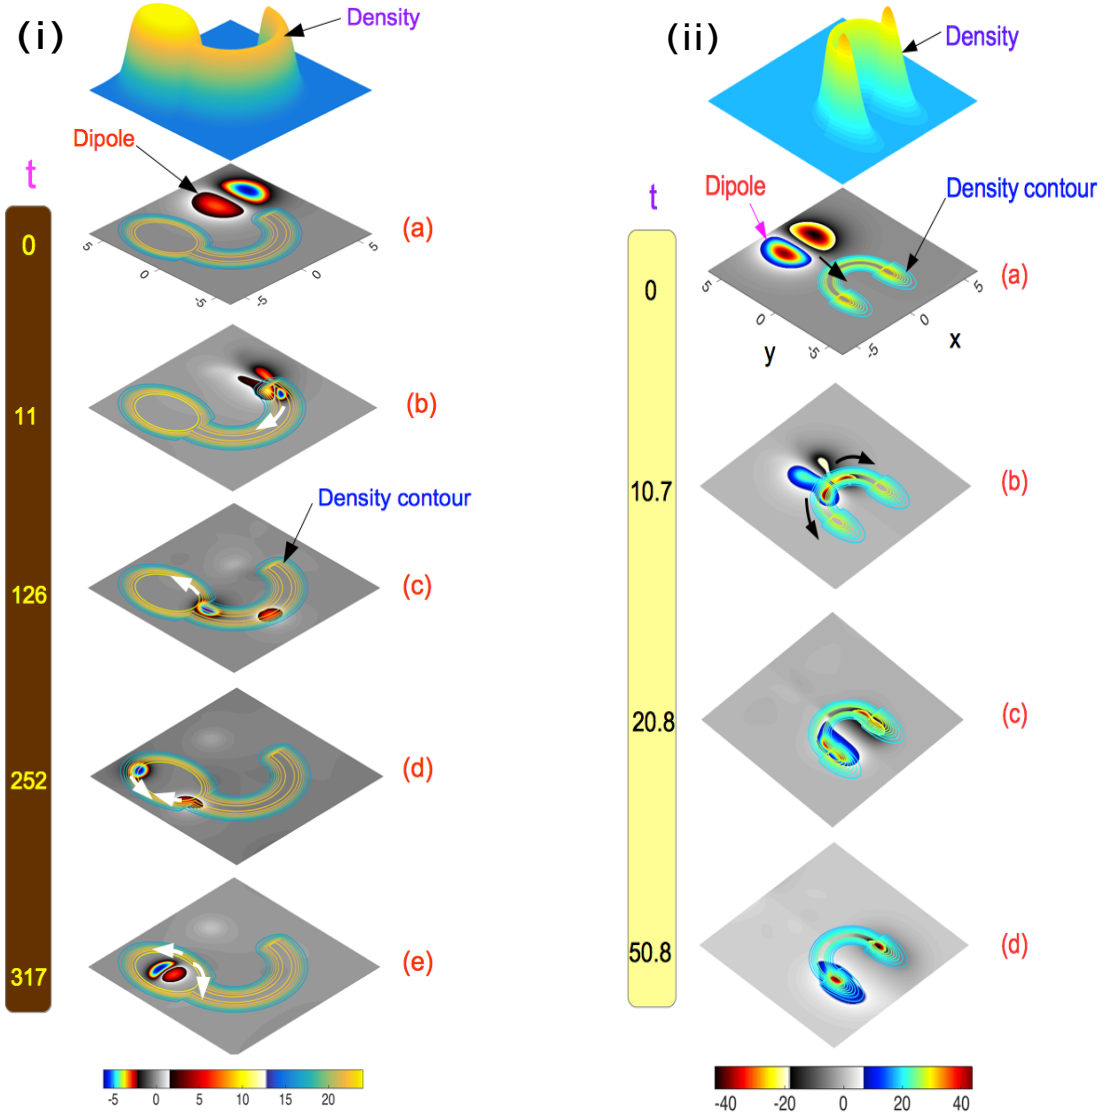 (i)
Density
Dipole
t
0
11
126
252
317
5
0
-5
-5
0
5
(a)
(b)
Density contour
(c)
(d)
(e)
-5
0
5
10
15
20
(ii)
Density
Dipole
Density contour
t
0
10.7
20.8
50.8
5
0
-5
-5
0
5
y
x
(a)
(b)
(c)
(d)
-40
-20
0
20
40